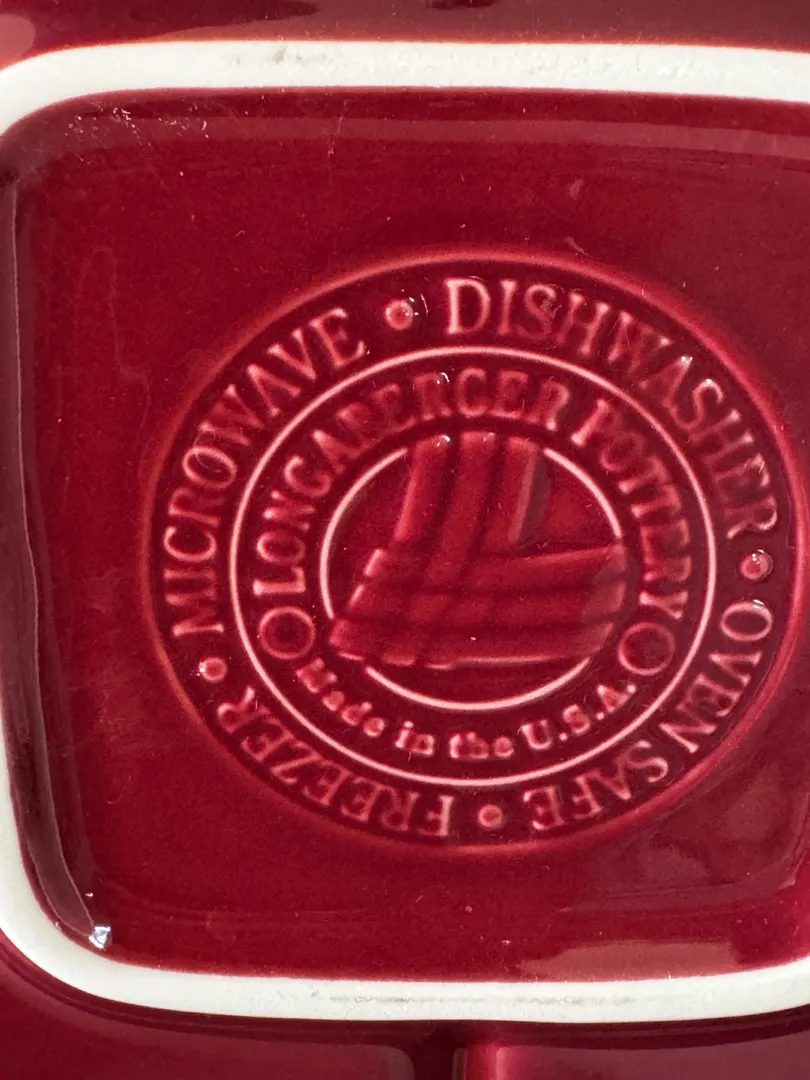 MICROWAVE • DISHWASHER • OVEN SAFE • FREEZER •
LONGABERGER POTTERY
Made in the U.S.A.